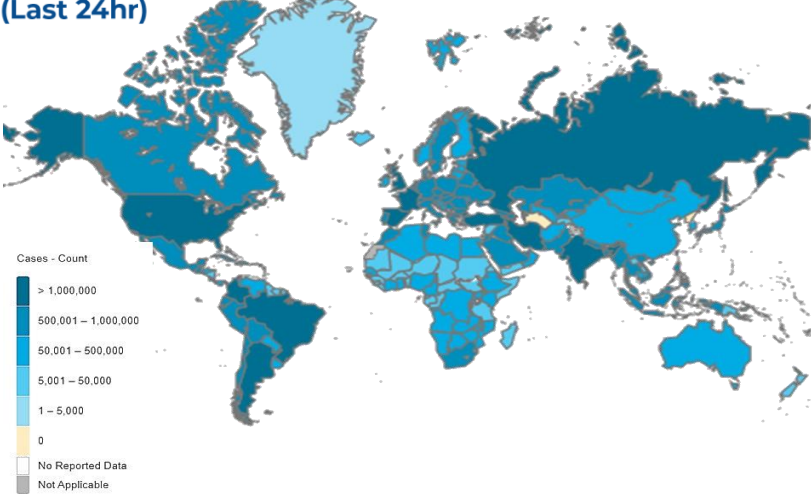 (Last 24hr)
Cases - Count
> 1,000,000
500,001 – 1,000,000
50,001 – 500,000
5,001 – 50,000
1 – 5,000
0
No Reported Data
Not Applicable